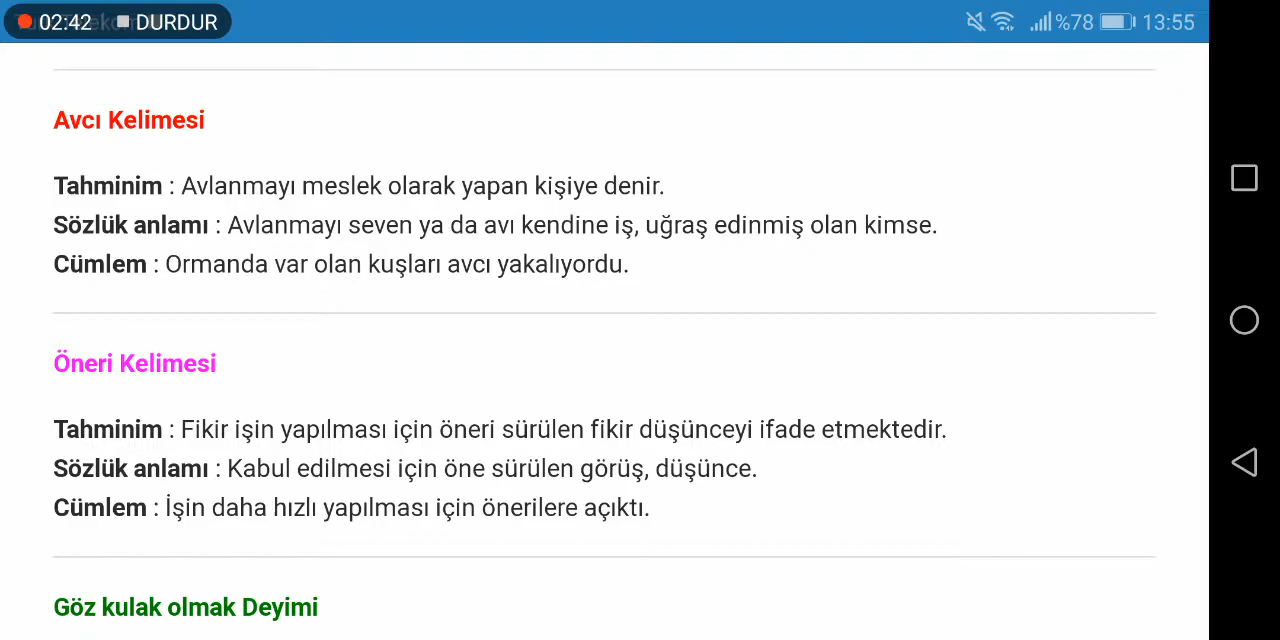 02:42 DURDUR %78 13:55
Avcı Kelimesi
Tahminim : Avlanmayı meslek olarak yapan kişiye denir.
Sözlük anlamı : Avlanmayı seven ya da avı kendine iş, uğraş edinmiş olan kimse.
Cümlem : Ormanda var olan kuşları avcı yakalıyordu.
Öneri Kelimesi
Tahminim : Fikir işin yapılması için öneri sürülen fikir düşünceyi ifade etmektedir.
Sözlük anlamı : Kabul edilmesi için öne sürülen görüş, düşünce.
Cümlem : İşin daha hızlı yapılması için önerilere açıktı.
Göz kulak olmak Deyimi